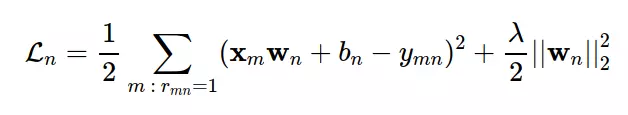 $\mathcal{L}_n = \frac{1}{2} \sum_{m \,:\, r_{mn}=1} (\mathbf{x}_m \mathbf{w}_n + b_n - y_{mn})^2 + \frac{\lambda}{2} ||\mathbf{w}_n||_2^2$